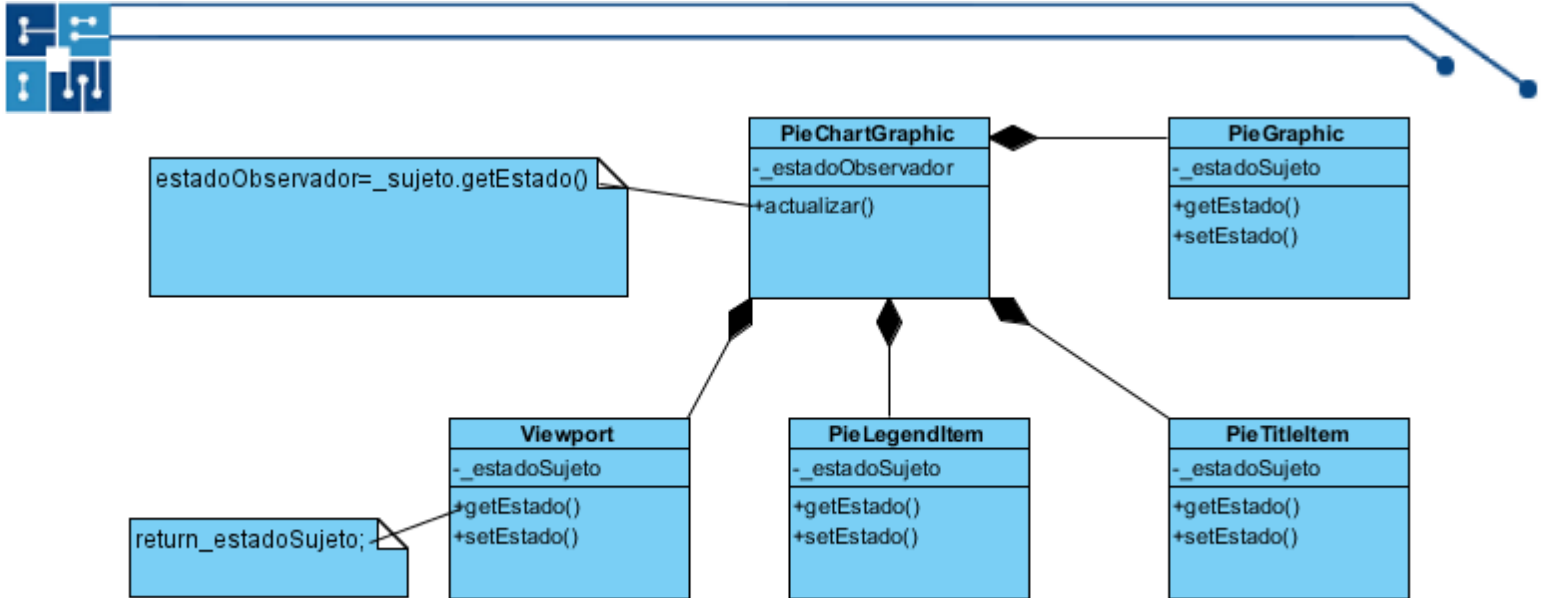 PieChartGraphic
-_estadoObservador
+actualizar()
PieGraphic
-_estadoSujeto
+getEstado()
+setEstado()
estadoObservador=_sujeto.getEstado()
Viewport
-_estadoSujeto
+getEstado()
+setEstado()
PieLegendItem
-_estadoSujeto
+getEstado()
+setEstado()
PieTitleItem
-_estadoSujeto
+getEstado()
+setEstado()
return_estadoSujeto;